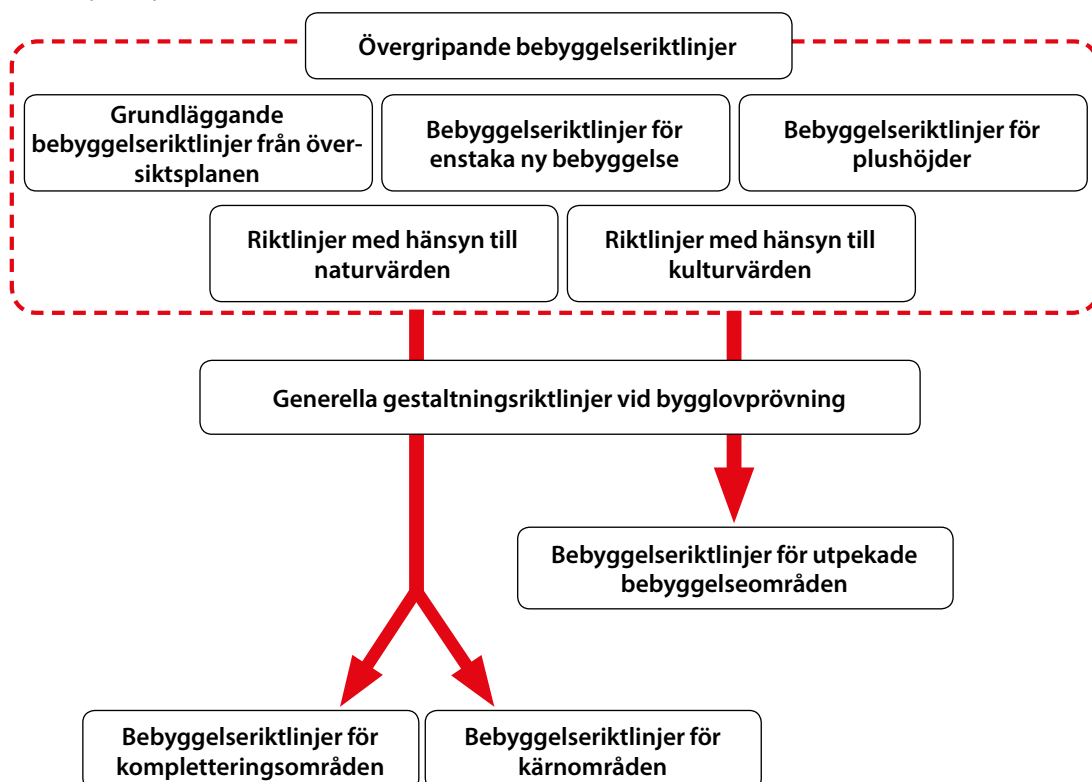 Övergripande bebyggelseriktlinjer
Grundläggande
bebyggelseriktlinjer från över-
siktsplanen
Bebyggelseriktlinjer för
enstaka ny bebyggelse
Bebyggelseriktlinjer för
plushöjder
Riktlinjer med hänsyn till
naturvärden
Riktlinjer med hänsyn till
kulturvärden
Generella gestaltningsriktlinjer vid bygglovprövning
Bebyggelseriktlinjer för utpekade
bebyggelseområden
Bebyggelseriktlinjer för
kompletteringsområden
Bebyggelseriktlinjer för
kärnområden